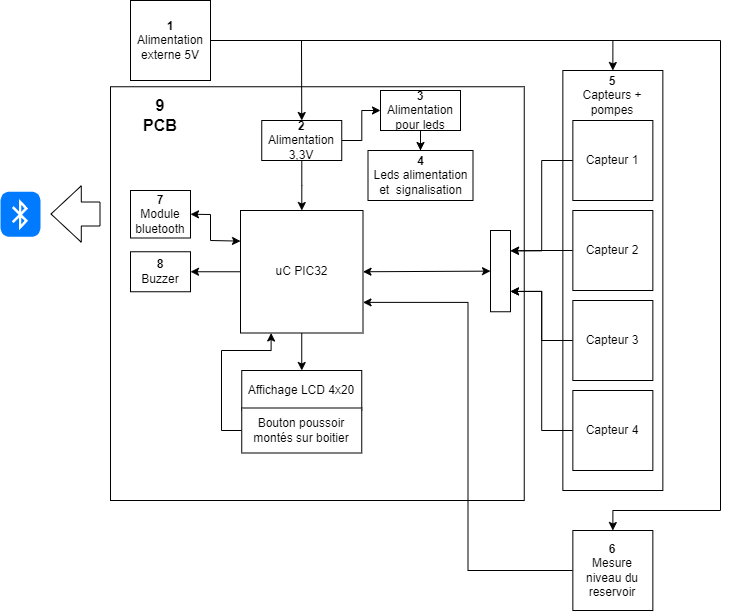 1
Alimentation
externe 5V
9
PCB
2
Alimentation
3,3V
3
Alimentation
pour leds
4
Leds alimentation
et signalisation
5
Capteurs +
pompes
Capteur 1
Capteur 2
Capteur 3
Capteur 4
7
Module
bluetooth
8
Buzzer
uC PIC32
Affichage LCD 4x20
Bouton poussoir
montés sur boitier
6
Mesure
niveau du
reservoir